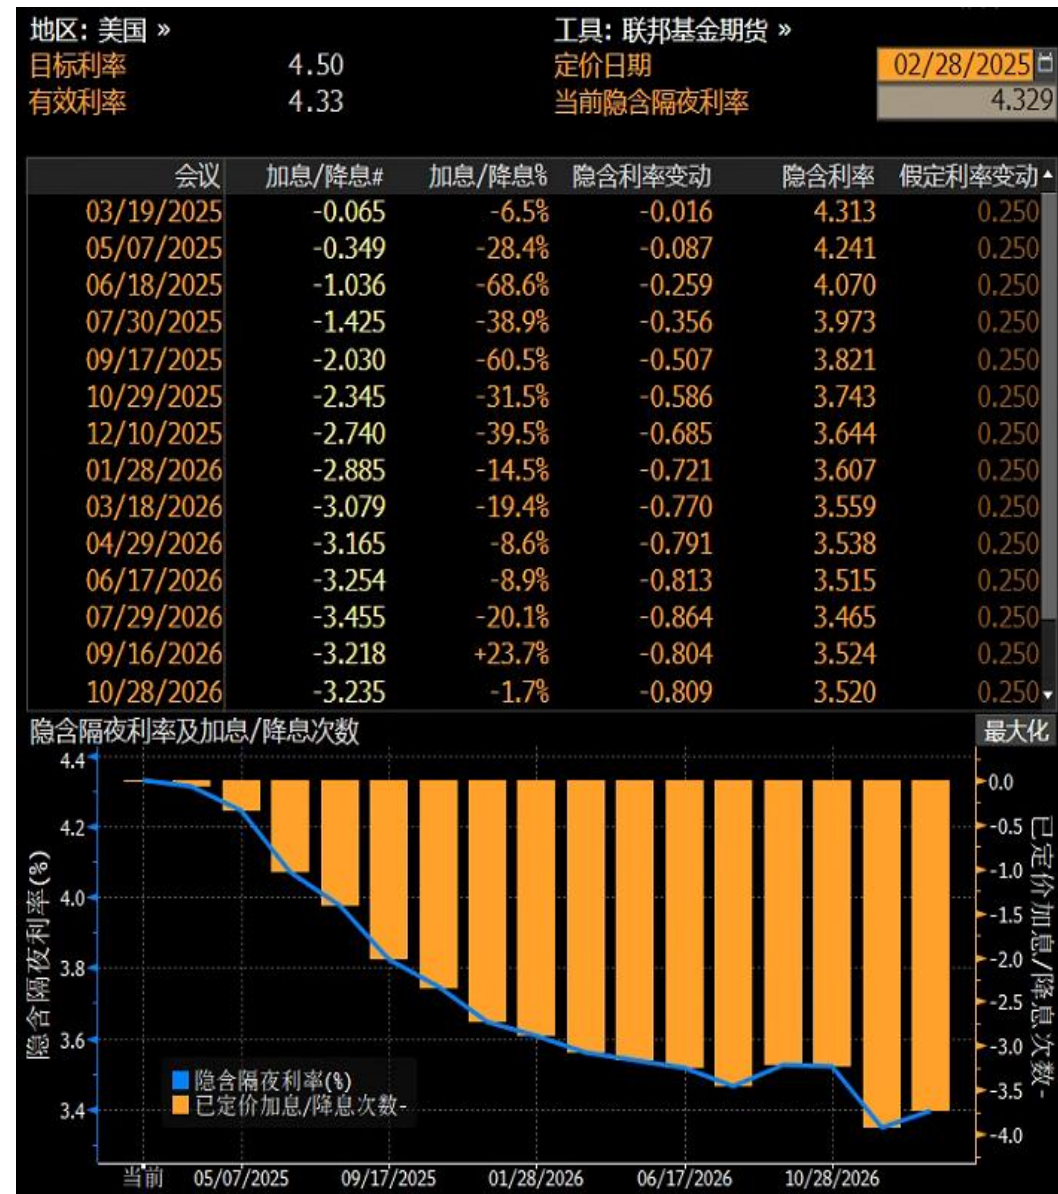 地区: 美国 » 工具: 联邦基金期货 »
目标利率 4.50 定价日期 02/28/2025
有效利率 4.33 当前隐含隔夜利率 4.329
会议 加息/降息# 加息/降息% 隐含利率变动 隐含利率 假定利率变动
03/19/2025 -0.065 -6.5% -0.016 4.313 0.250
05/07/2025 -0.349 -28.4% -0.087 4.241 0.250
06/18/2025 -1.036 -68.6% -0.259 4.070 0.250
07/30/2025 -1.425 -38.9% -0.356 3.973 0.250
09/17/2025 -2.030 -60.5% -0.507 3.821 0.250
10/29/2025 -2.345 -31.5% -0.586 3.743 0.250
12/10/2025 -2.740 -39.5% -0.685 3.644 0.250
01/28/2026 -2.885 -14.5% -0.721 3.607 0.250
03/18/2026 -3.079 -19.4% -0.770 3.559 0.250
04/29/2026 -3.165 -8.6% -0.791 3.538 0.250
06/17/2026 -3.254 -8.9% -0.813 3.515 0.250
07/29/2026 -3.455 -20.1% -0.864 3.465 0.250
09/16/2026 -3.218 +23.7% -0.804 3.524 0.250
10/28/2026 -3.235 -1.7% -0.809 3.520 0.250
隐含隔夜利率及加息/降息次数 最大化
隐含隔夜利率(%)
4.4
4.2
4.0
3.8
3.6
3.4
隐含隔夜利率(%)
已定价加息/降息次数-
0.0
-0.5
-1.0
-1.5
-2.0
-2.5
-3.0
-3.5
-4.0
已定价加息/降息次数-
当前 05/07/2025 09/17/2025 01/28/2026 06/17/2026 10/28/2026